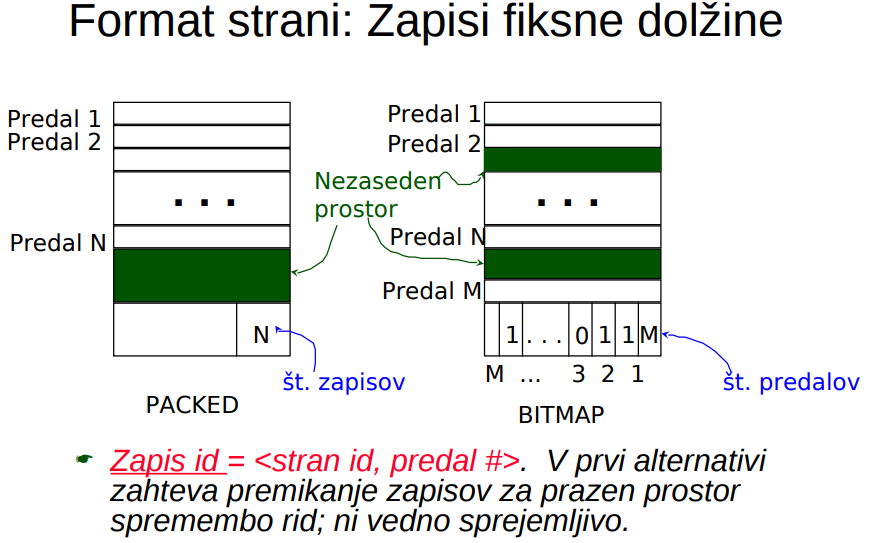 Format strani: Zapisi fiksne dolžine
Predal 1
Predal 2
. . .
Predal N
N
št. zapisov
PACKED
Nezaseden
prostor
Predal 1
Predal 2
. . .
Predal N
Predal M
1 . . . 0 1 1 M
M ... 3 2 1
št. predalov
BITMAP
Zapis id = <stran id, predal #>. V prvi alternativi
zahteva premikanje zapisov za prazen prostor
spremembo rid; ni vedno sprejemljivo.